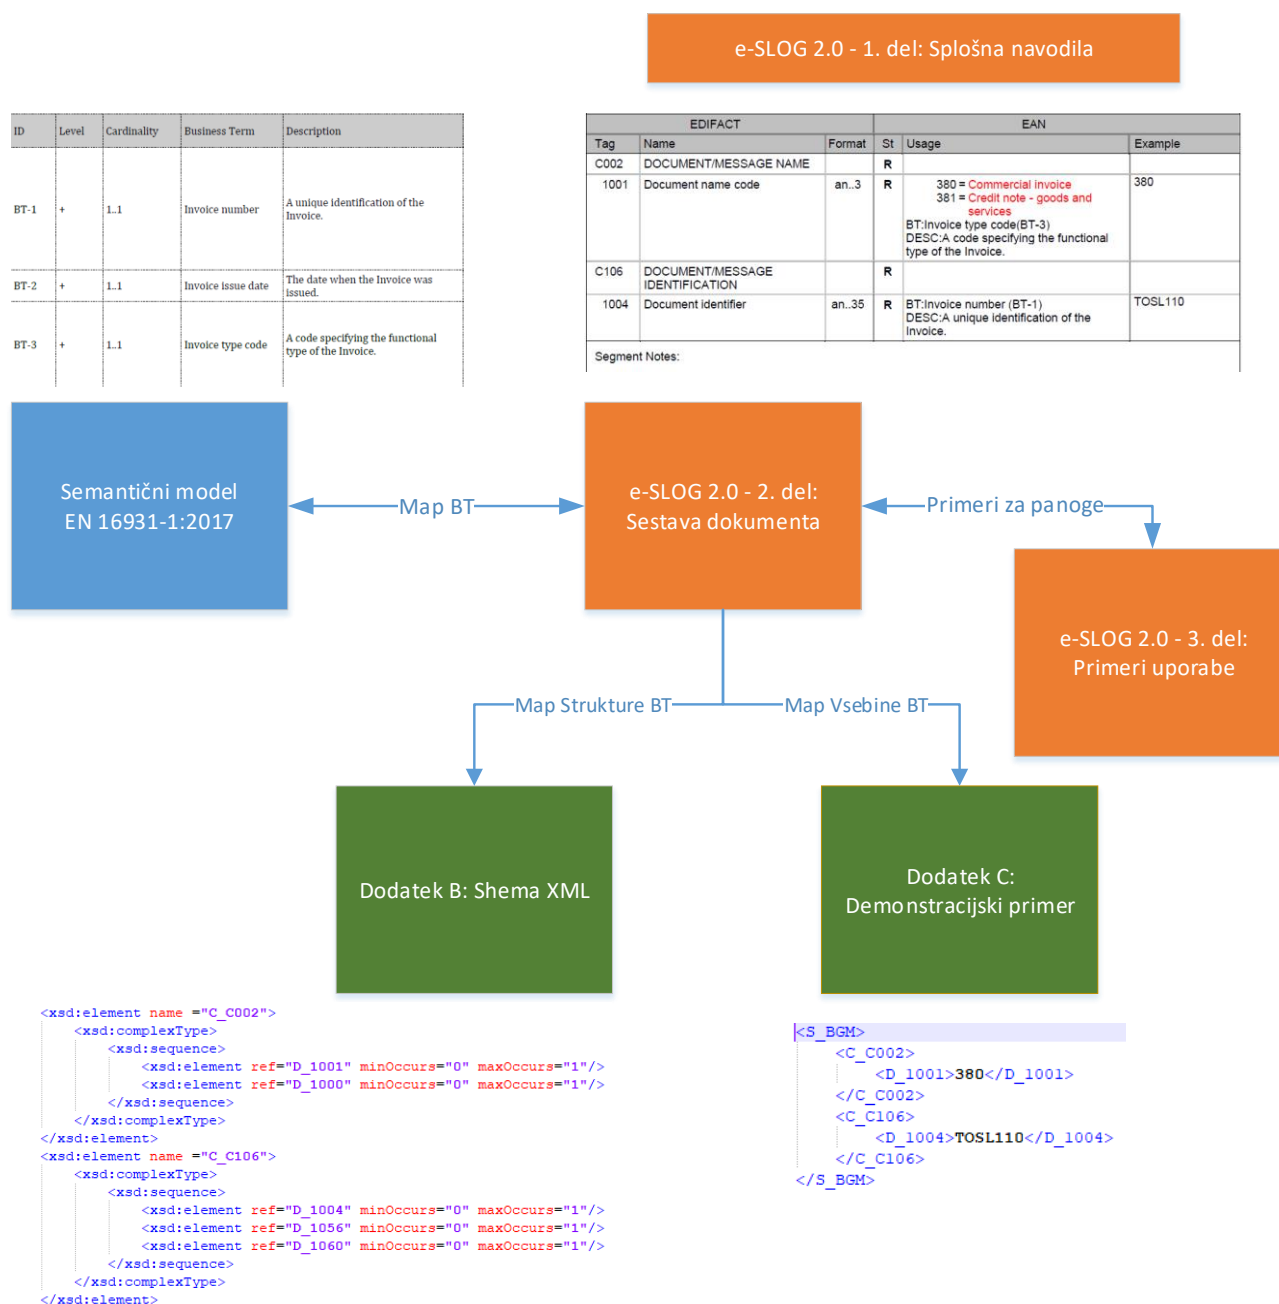 e-SLOG 2.0 - 1. del: Splošna navodila
ID Level Cardinality Business Term Description
BT-1 + 1..1 Invoice number A unique identification of the
Invoice.
BT-2 + 1..1 Invoice issue date The date when the Invoice was
issued.
BT-3 + 1..1 Invoice type code A code specifying the functional
type of the Invoice.
EDIFACT EAN
Tag Name Format St Usage Example
C002 DOCUMENT/MESSAGE NAME R
1001 Document name code an..3 R 380 = Commercial invoice 380
381 = Credit note - goods and
services
BT:Invoice type code(BT-3)
DESC:A code specifying the functional
type of the Invoice.
C106 DOCUMENT/MESSAGE R
IDENTIFICATION
1004 Document identifier an..35 R BT:Invoice number (BT-1) TOSL110
DESC:A unique identification of the
Invoice.
Segment Notes:
Semantični model
EN 16931-1:2017
Map BT
e-SLOG 2.0 - 2. del:
Sestava dokumenta
Primeri za panoge
e-SLOG 2.0 - 3. del:
Primeri uporabe
Map Strukture BT
Map Vsebine BT
Dodatek B: Shema XML
Dodatek C:
Demonstracijski primer
<xsd:element name ="C_C002">
<xsd:complexType>
<xsd:sequence>
<xsd:element ref="D_1001" minOccurs="0" maxOccurs="1"/>
<xsd:element ref="D_1000" minOccurs="0" maxOccurs="1"/>
</xsd:sequence>
</xsd:complexType>
</xsd:element>
<xsd:element name ="C_C106">
<xsd:complexType>
<xsd:sequence>
<xsd:element ref="D_1004" minOccurs="0" maxOccurs="1"/>
<xsd:element ref="D_1056" minOccurs="0" maxOccurs="1"/>
<xsd:element ref="D_1060" minOccurs="0" maxOccurs="1"/>
</xsd:sequence>
</xsd:complexType>
</xsd:element>
<S_BGM>
<C_C002>
<D_1001>380</D_1001>
</C_C002>
<C_C106>
<D_1004>TOSL110</D_1004>
</C_C106>
</S_BGM>